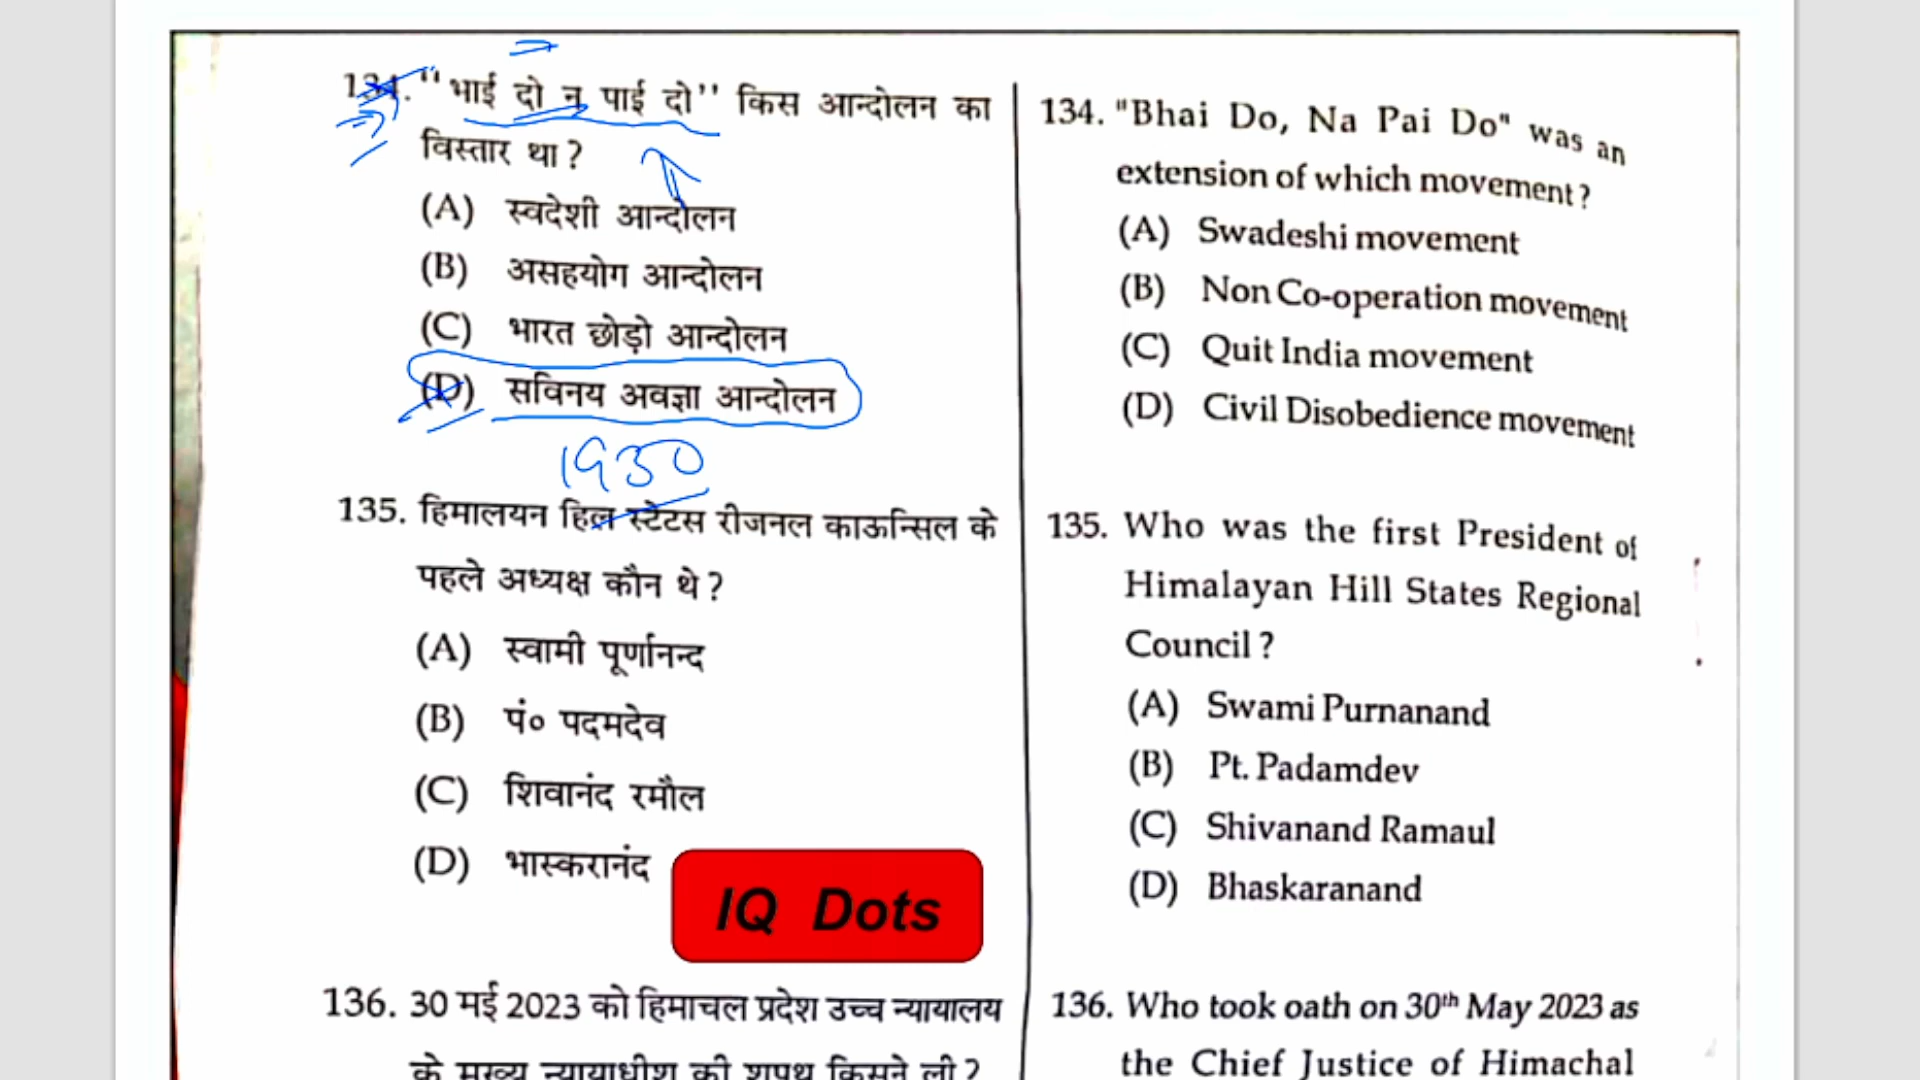 134. "भाई दो न पाई दो" किस आन्दोलन का
विस्तार था ?
(A) स्वदेशी आन्दोलन
(B) असहयोग आन्दोलन
(C) भारत छोड़ो आन्दोलन
(D) सविनय अवज्ञा आन्दोलन
1930
135. हिमालयन हिल स्टेटस रीजनल काऊन्सिल के
पहले अध्यक्ष कौन थे ?
(A) स्वामी पूर्णानन्द
(B) पं० पदमदेव
(C) शिवानंद रमौल
(D) भास्करानंद
IQ Dots
136. 30 मई 2023 को हिमाचल प्रदेश उच्च न्यायालय
के मुख्य न्यायाधीश की शपथ किसने ली ?
134. "Bhai Do, Na Pai Do" was an
extension of which movement ?
(A) Swadeshi movement
(B) Non Co-operation movement
(C) Quit India movement
(D) Civil Disobedience movement
135. Who was the first President of
Himalayan Hill States Regional
Council ?
(A) Swami Purnanand
(B) Pt. Padamdev
(C) Shivanand Ramaul
(D) Bhaskaranand
136. Who took oath on 30th May 2023 as
the Chief Justice of Himachal